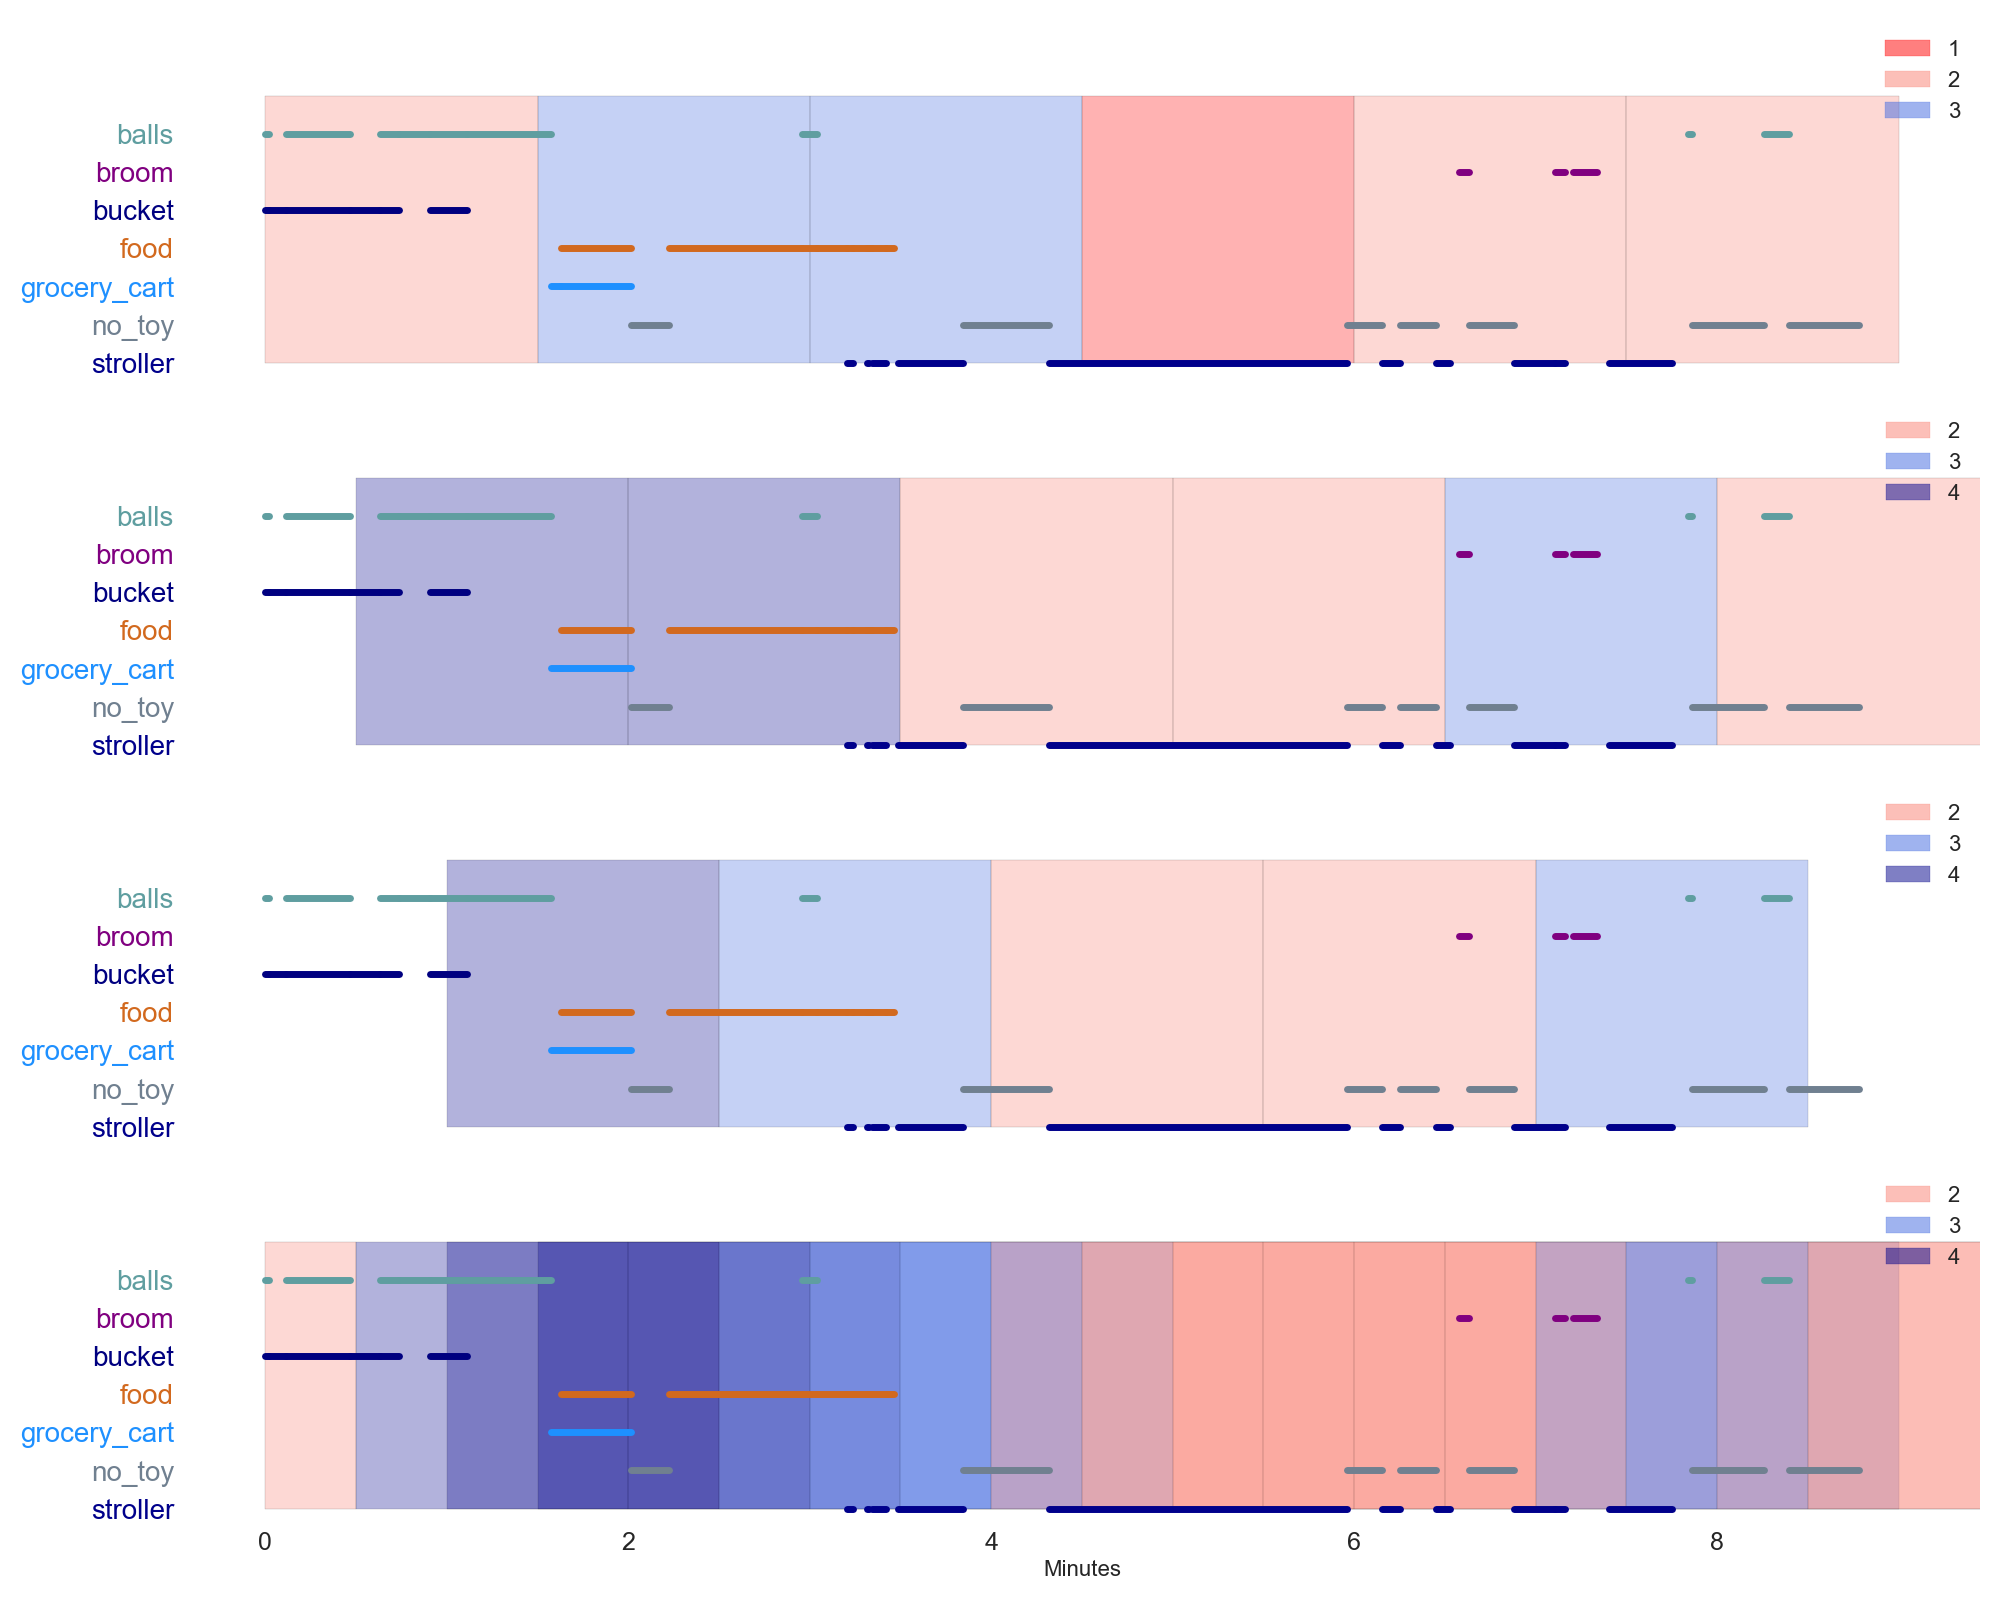 1
2
3
balls
broom
bucket
food
grocery_cart
no_toy
stroller
2
3
4
balls
broom
bucket
food
grocery_cart
no_toy
stroller
2
3
4
balls
broom
bucket
food
grocery_cart
no_toy
stroller
2
3
4
balls
broom
bucket
food
grocery_cart
no_toy
stroller
0 2 4 6 8
Minutes